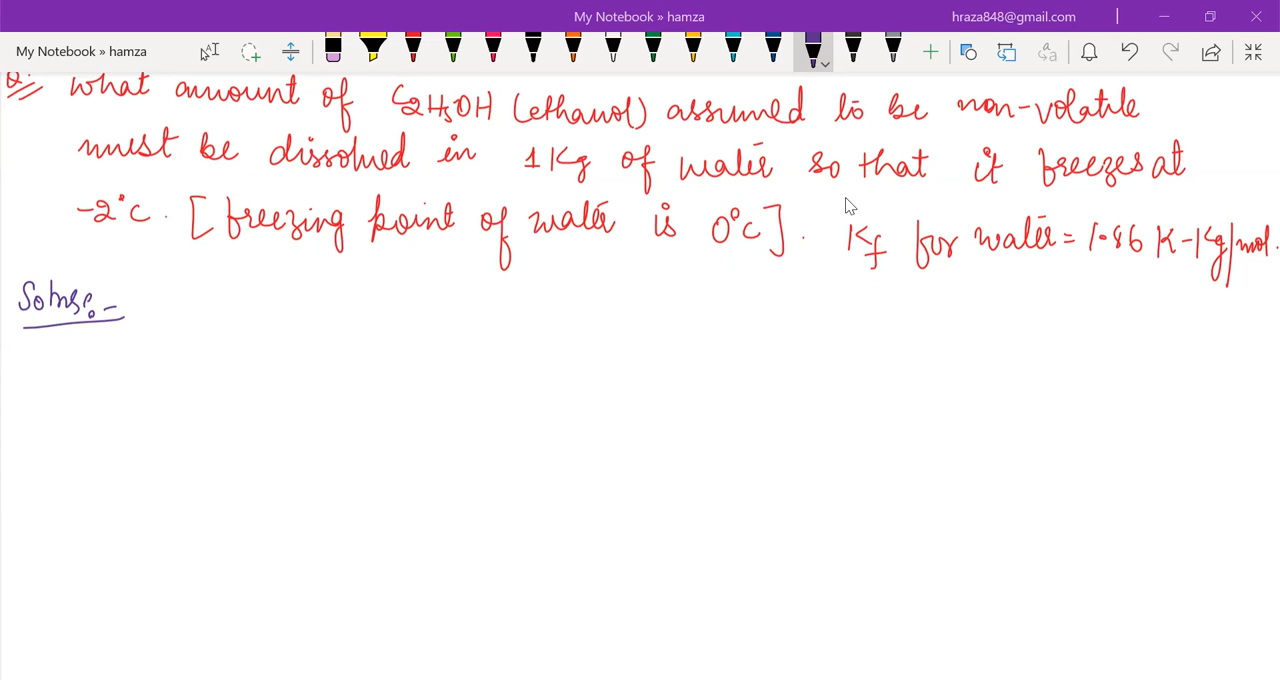 My Notebook » hamza
hraza848@gmail.com
My Notebook » hamza
Q. What amount of C2H5OH (ethanol) assumed to be non-volatile
must be dissolved in 1 Kg of water so that it freezes at
-2°C. [freezing point of water is 0°C]. Kf for water = 1.86 K-Kg/mol.